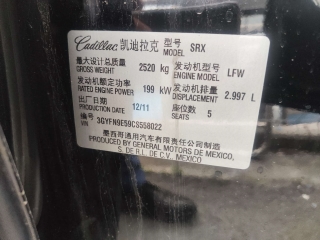 Cadillac 凯迪拉克 型号 MODEL SRX
最大设计总质量 GROSS WEIGHT 2520 kg 发动机型号 ENGINE MODEL LFW
发动机额定功率 RATED ENGINE POWER 199 kW 发动机排量 DISPLACEMENT 2.997 L
出厂日期 PRODUCTION DATE 12/11 座位数 SEATS 5
3GYFN9E59CS558022
墨西哥通用汽车有限责任公司制造
PRODUCED BY GENERAL MOTORS DE MEXICO,
S. DE R.L. DE C.V., MEXICO